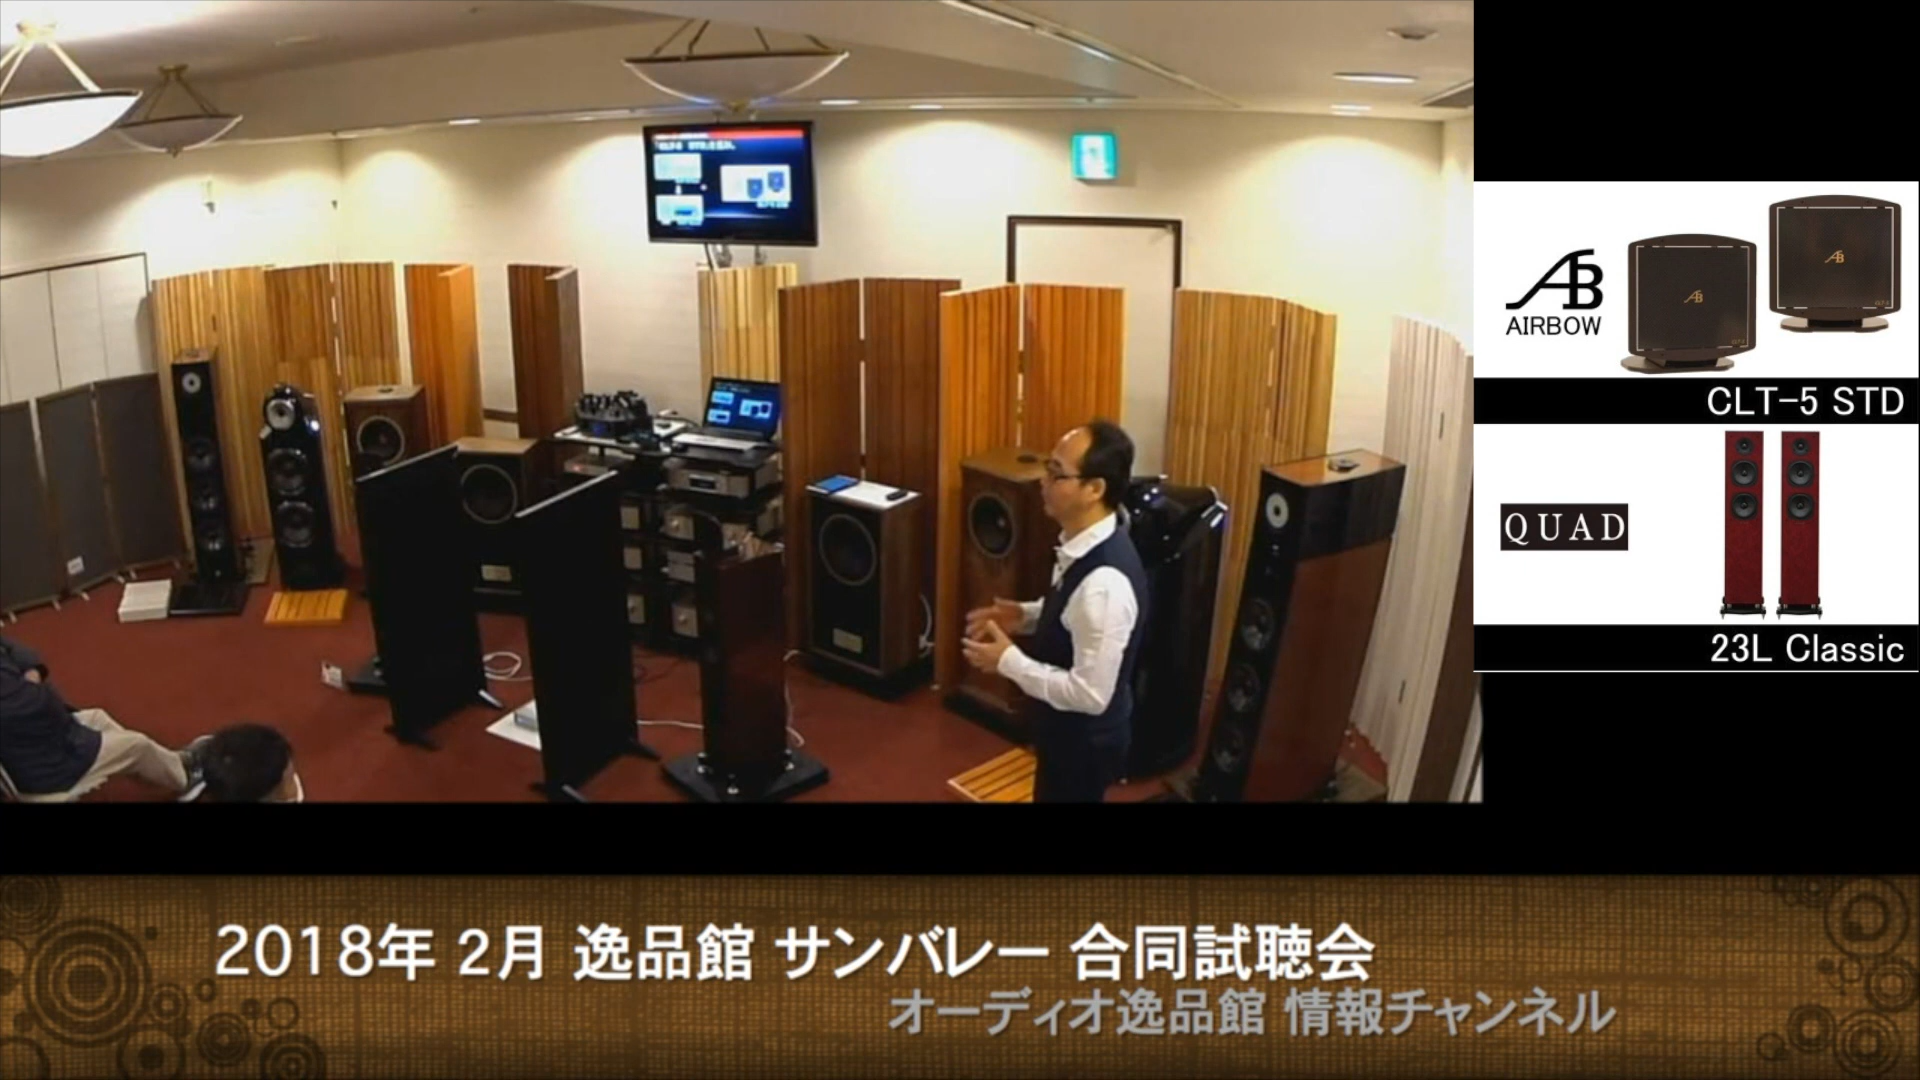 AB
AIRBOW
CLT-5 STD
QUAD
23L Classic
2018年 2月 逸品館 サンバレー 合同試聴会
オーディオ逸品館 情報チャンネル